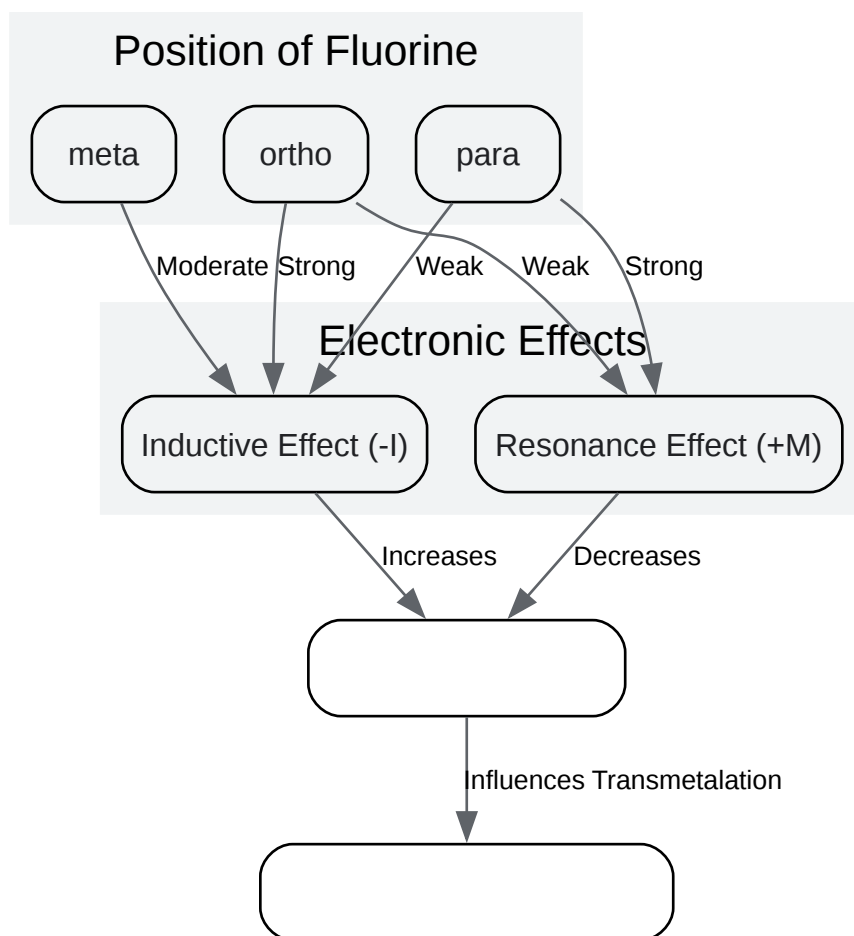 Position of Fluorine
meta
ortho
para
Moderate
Strong
Weak
Weak
Strong
Electronic Effects
Inductive Effect (-I)
Resonance Effect (+M)
Increases
Decreases
Influences Transmetalation